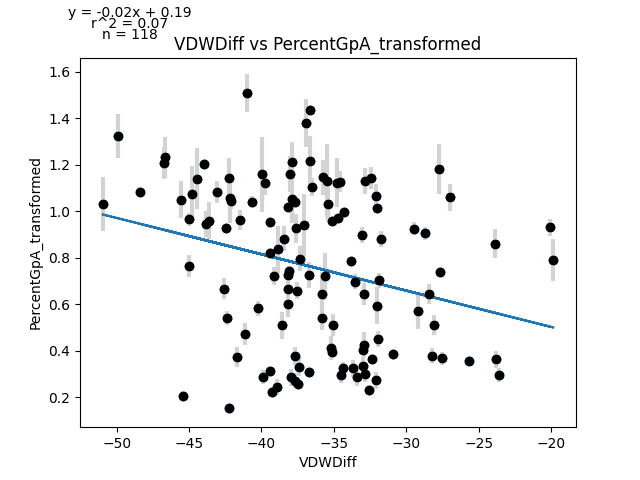 y = -0.02x + 0.19
r^2 = 0.07
n = 118
VDWDiff vs PercentGpA_transformed
1.6
1.4
1.2
1.0
0.8
0.6
0.4
0.2
PercentGpA_transformed
−50 −45 −40 −35 −30 −25 −20
VDWDiff